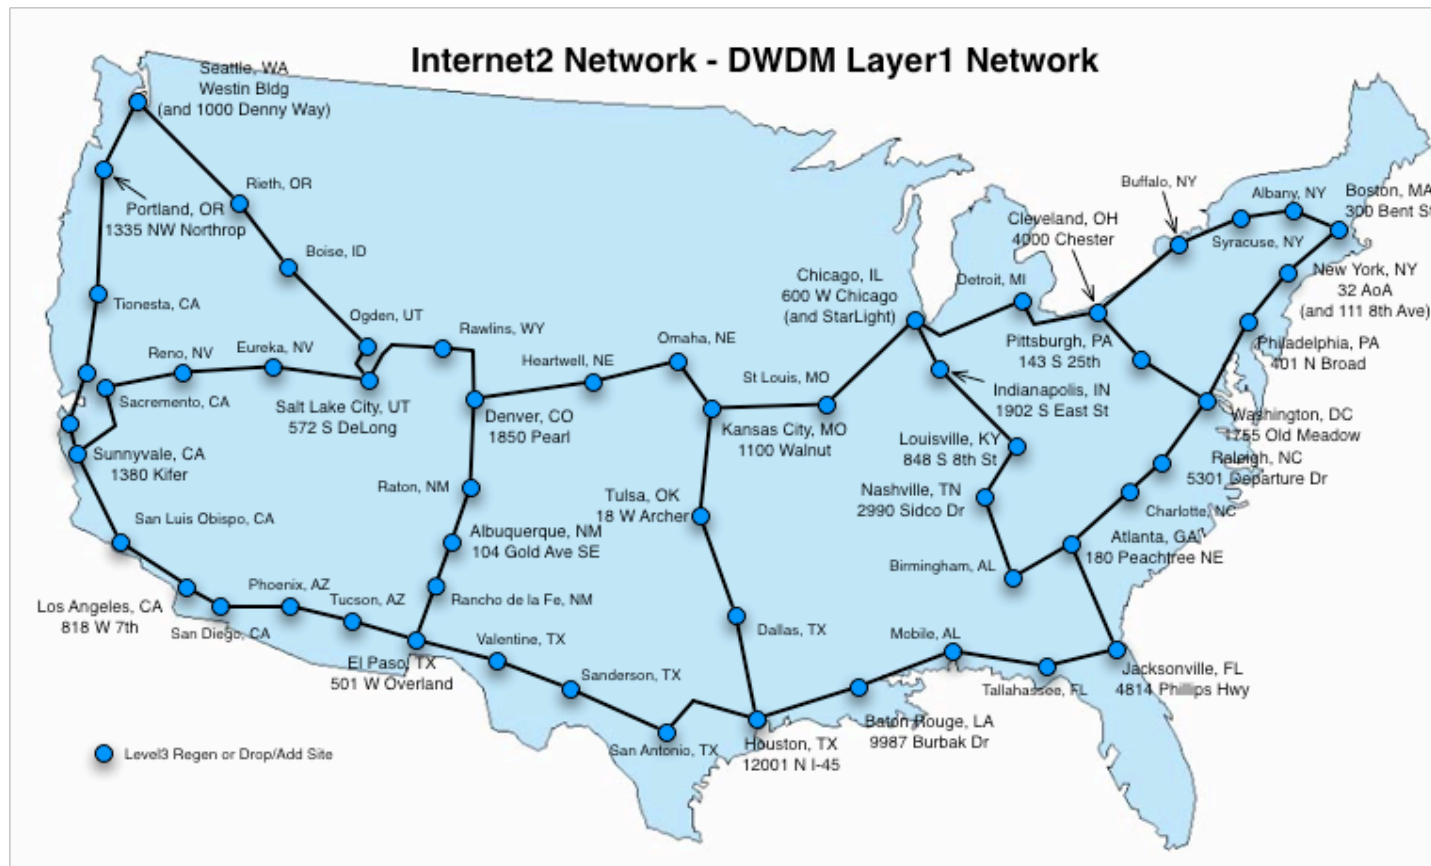 Internet2 Network - DWDM Layer1 Network
Seattle, WA
Westin Bldg
(and 1000 Denny Way)
Rieth, OR
Portland, OR
1335 NW Northrop
Boise, ID
Tionesta, CA
Ogden, UT
Rawlins, WY
Reno, NV
Eureka, NV
Heartwell, NE
Omaha, NE
Sacremento, CA
Salt Lake City, UT
572 S DeLong
Denver, CO
1850 Pearl
Kansas City, MO
1100 Walnut
St Louis, MO
Chicago, IL
600 W Chicago
(and StarLight)
Detroit, MI
Cleveland, OH
4000 Chester
Buffalo, NY
Albany, NY
Syracuse, NY
Boston, MA
300 Bent St
New York, NY
32 AoA
(and 111 8th Ave)
Philadelphia, PA
401 N Broad
Pittsburgh, PA
143 S 25th
Indianapolis, IN
1902 S East St
Washington, DC
1755 Old Meadow
Louisville, KY
848 S 8th St
Raleigh, NC
5301 Departure Dr
Nashville, TN
2990 Sidco Dr
Charlotte, NC
Atlanta, GA
180 Peachtree NE
Birmingham, AL
Sunnyvale, CA
1380 Kifer
San Luis Obispo, CA
Raton, NM
Albuquerque, NM
104 Gold Ave SE
Tulsa, OK
18 W Archer
Los Angeles, CA
818 W 7th
San Diego, CA
Phoenix, AZ
Tucson, AZ
Rancho de la Fe, NM
Dallas, TX
El Paso, TX
501 W Overland
Valentine, TX
Sanderson, TX
San Antonio, TX
Houston, TX
12001 N I-45
Baton Rouge, LA
9987 Burbak Dr
Mobile, AL
Tallahassee, FL
Jacksonville, FL
4814 Phillips Hwy
Level3 Regen or Drop/Add Site